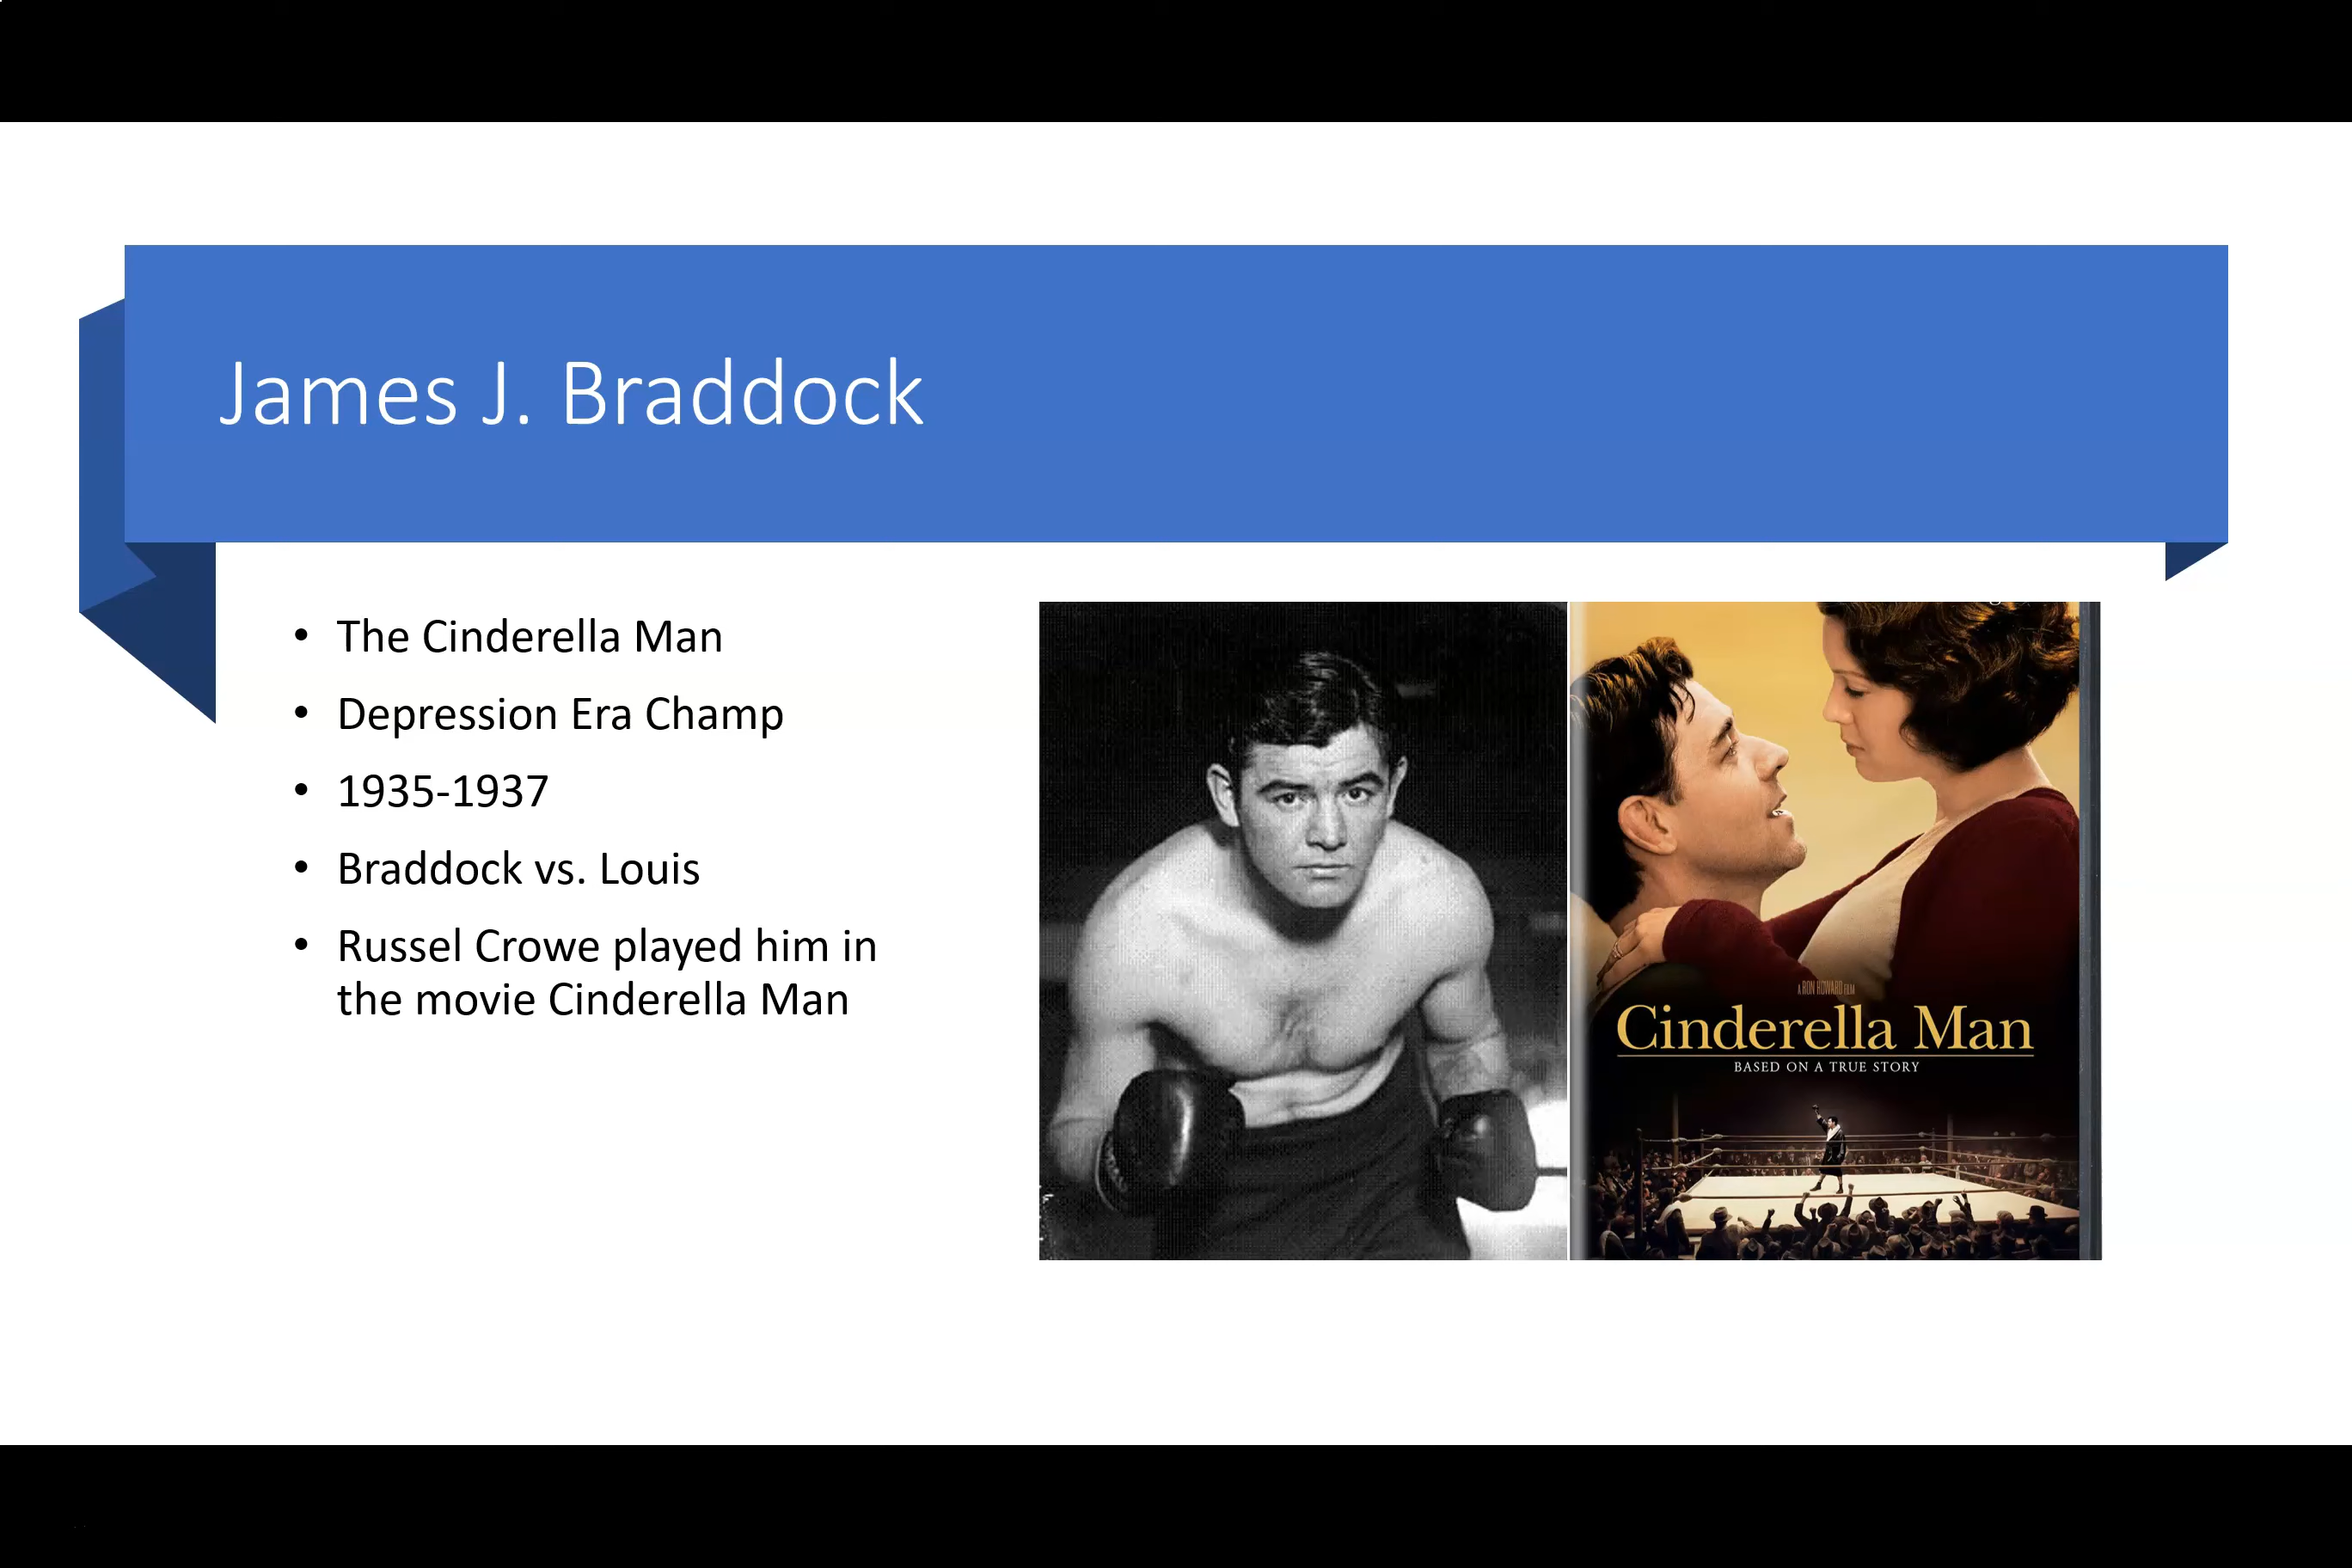 James J. Braddock
• The Cinderella Man
• Depression Era Champ
• 1935-1937
• Braddock vs. Louis
• Russel Crowe played him in
the movie Cinderella Man
A RON HOWARD FILM
Cinderella Man
BASED ON A TRUE STORY